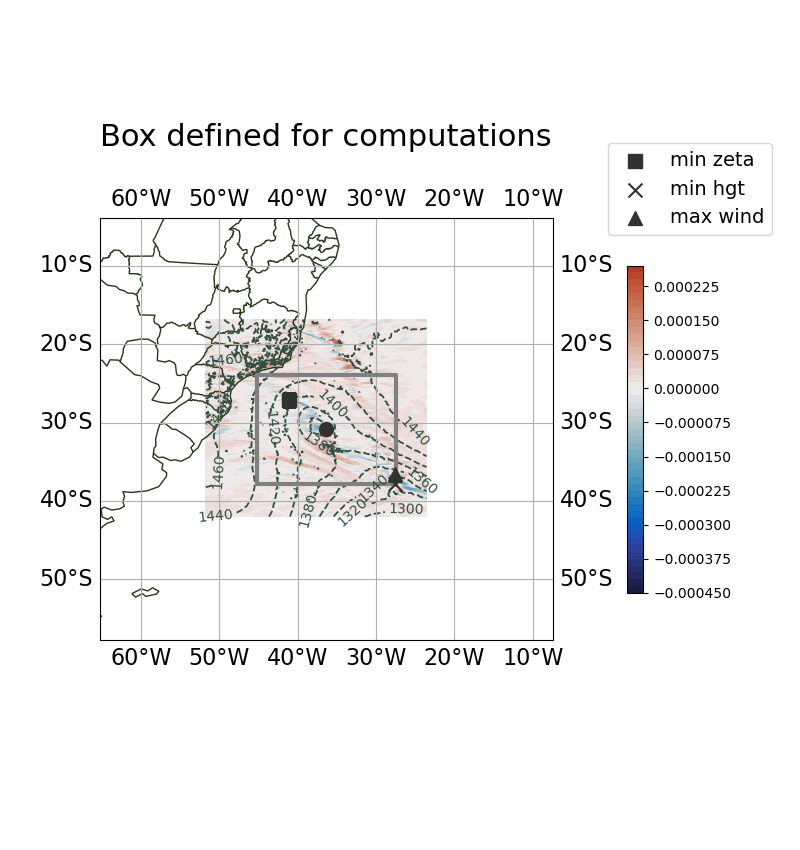 Box defined for computations
min zeta
min hgt
max wind
60°W 50°W 40°W 30°W 20°W 10°W
10°S 10°S
20°S 20°S
30°S 30°S
40°S 40°S
50°S 50°S
60°W 50°W 40°W 30°W 20°W 10°W
1460
1400
1420
1440
1380
1460
1360
1340
1380
1320
1300
1440
0.000225
0.000150
0.000075
0.000000
−0.000075
−0.000150
−0.000225
−0.000300
−0.000375
−0.000450